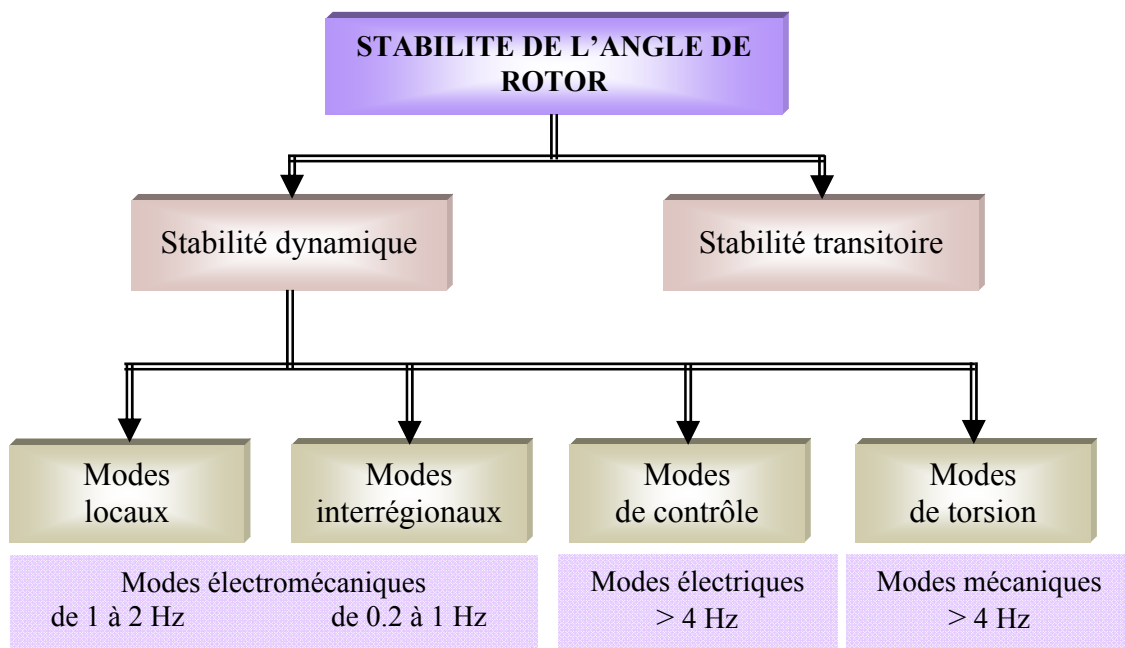 STABILITE DE L’ANGLE DE
ROTOR
Stabilité dynamique
Stabilité transitoire
Modes
locaux
Modes
interrégionaux
Modes
de contrôle
Modes
de torsion
Modes électromécaniques
de 1 à 2 Hz
de 0.2 à 1 Hz
Modes électriques
> 4 Hz
Modes mécaniques
> 4 Hz